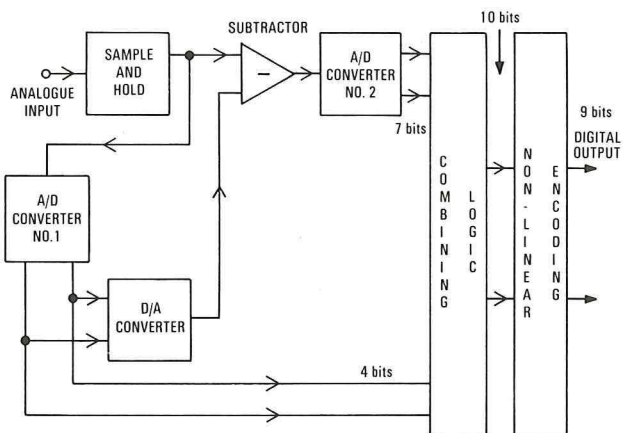 SUBTRACTOR
10 bits
SAMPLE
AND
HOLD
A/D
CONVERTER
NO. 2
ANALOGUE
INPUT
9 bits
DIGITAL
OUTPUT
7 bits
A/D
CONVERTER
NO.1
COMBINING
LOGIC
NON-LINEAR
ENCODING
D/A
CONVERTER
4 bits